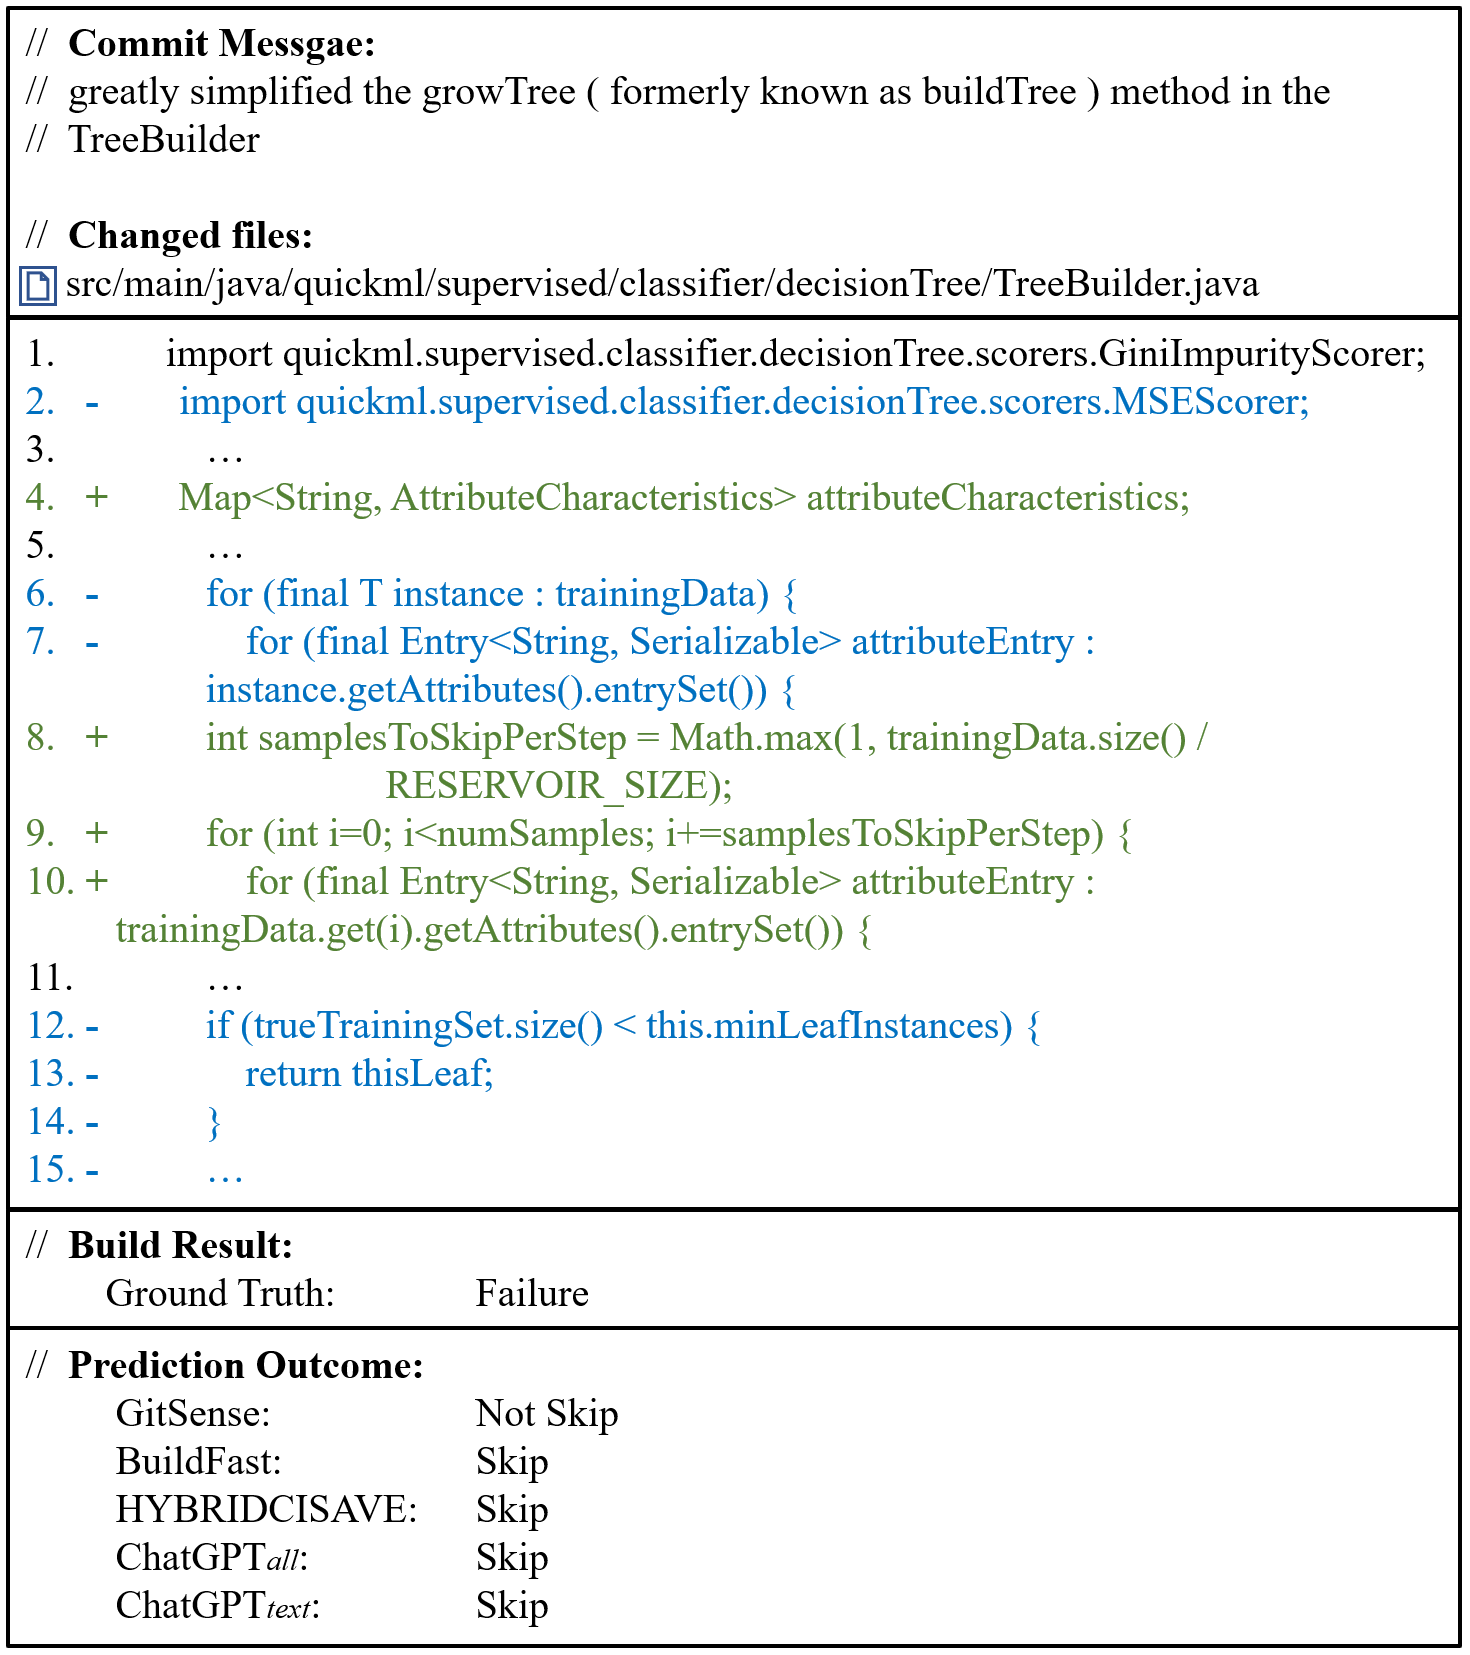 // Commit Messgae:
// greatly simplified the growTree ( formerly known as buildTree ) method in the
// TreeBuilder
// Changed files:
src/main/java/quickml/supervised/classifier/decisionTree/TreeBuilder.java
1. import quickml.supervised.classifier.decisionTree.scorers.GiniImpurityScorer;
2. - import quickml.supervised.classifier.decisionTree.scorers.MSEScorer;
3. …
4. + Map<String, AttributeCharacteristics> attributeCharacteristics;
5. …
6. - for (final T instance : trainingData) {
7. - for (final Entry<String, Serializable> attributeEntry :
instance.getAttributes().entrySet()) {
8. + int samplesToSkipPerStep = Math.max(1, trainingData.size() /
RESERVOIR_SIZE);
9. + for (int i=0; i<numSamples; i+=samplesToSkipPerStep) {
10. + for (final Entry<String, Serializable> attributeEntry :
trainingData.get(i).getAttributes().entrySet()) {
11. …
12. - if (trueTrainingSet.size() < this.minLeafInstances) {
13. - return thisLeaf;
14. - }
15. - …
// Build Result:
Ground Truth: Failure
// Prediction Outcome:
GitSense: Not Skip
BuildFast: Skip
HYBRIDCISAVE: Skip
ChatGPTall: Skip
ChatGPTtext: Skip